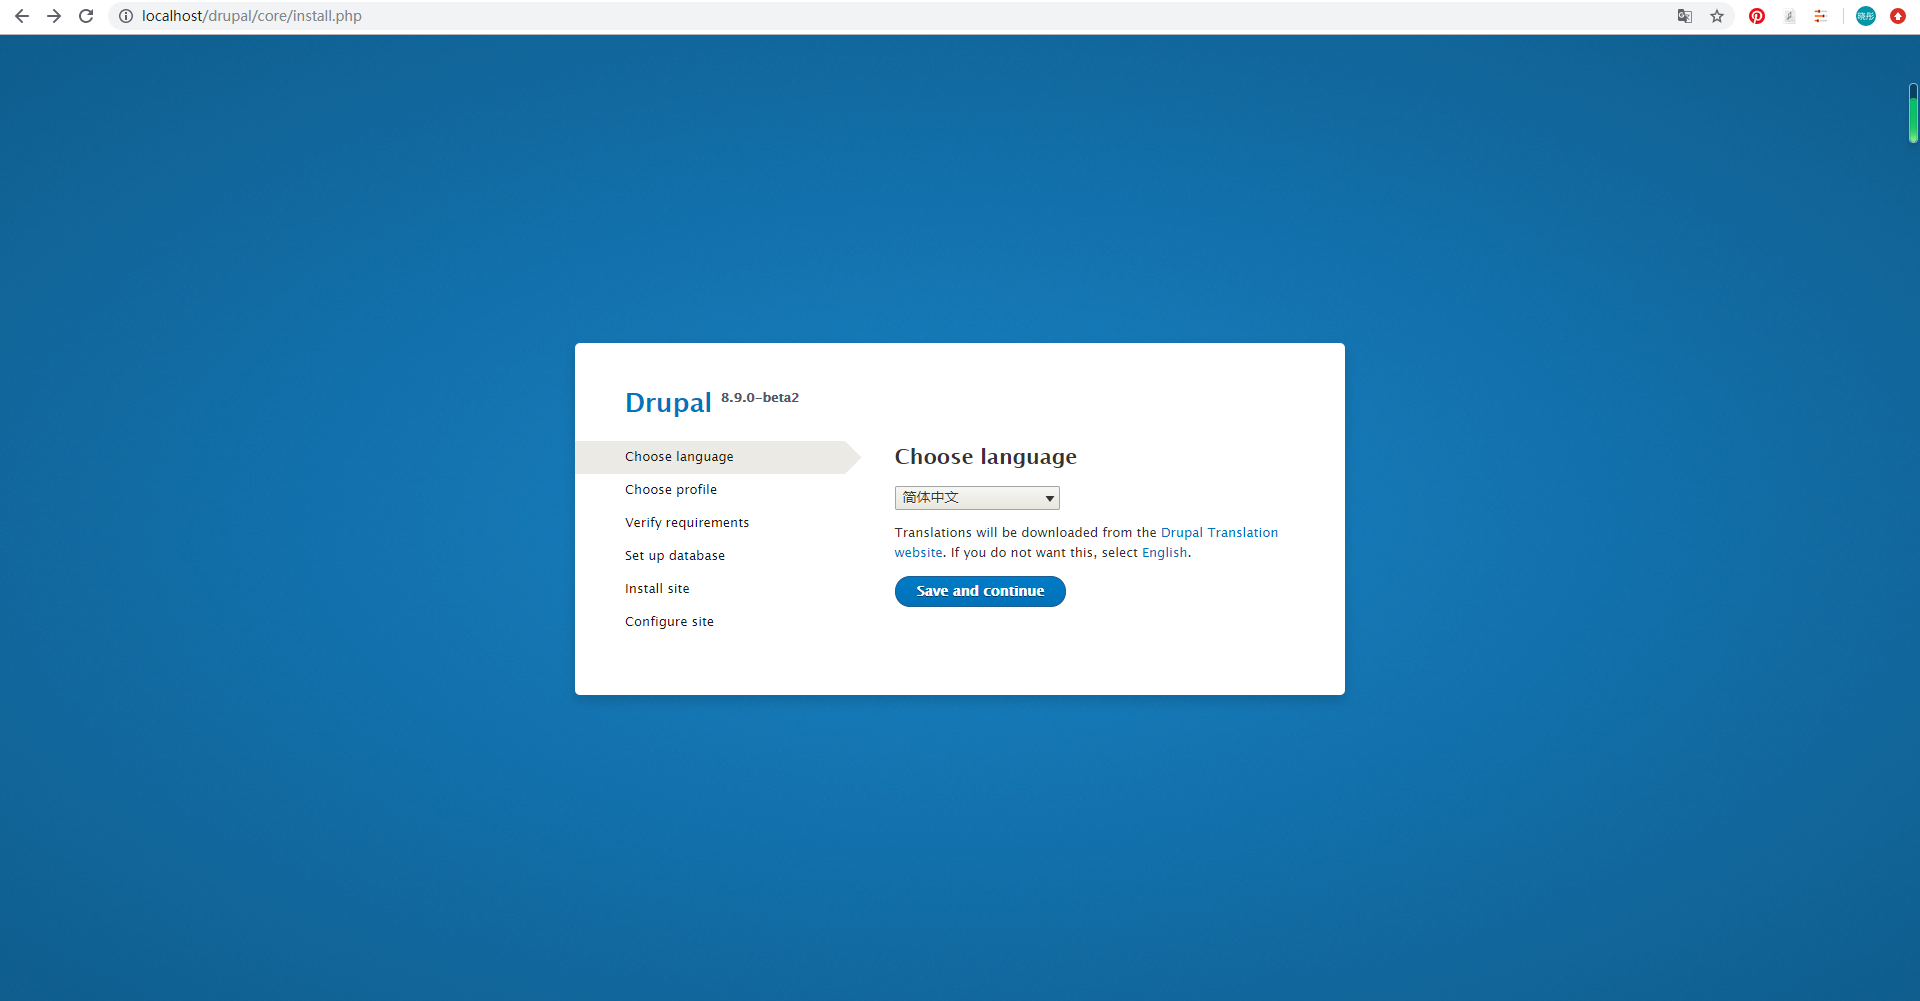 localhost/drupal/core/install.php
晓彤
Drupal 8.9.0-beta2
Choose language
Choose profile
Verify requirements
Set up database
Install site
Configure site
Choose language
简体中文
Translations will be downloaded from the Drupal Translation
website. If you do not want this, select English.
Save and continue